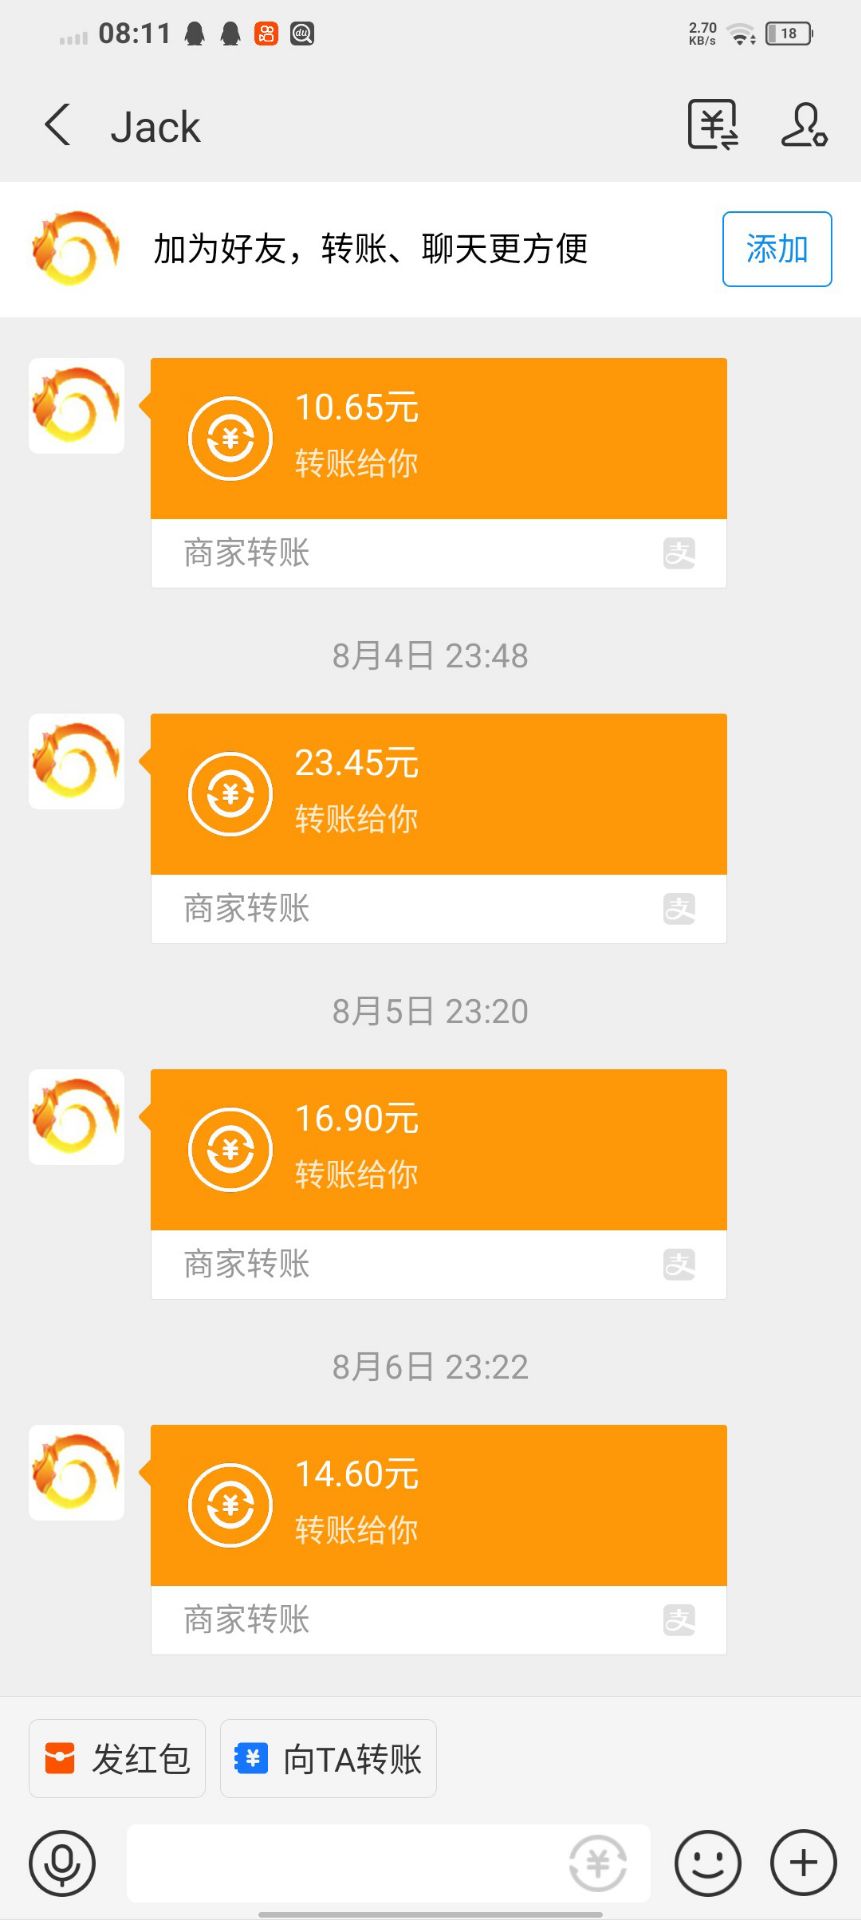 08:11
2.70
KB/s
18
Jack
加为好友，转账、聊天更方便
添加
10.65元
转账给你
商家转账
支
8月4日 23:48
23.45元
转账给你
商家转账
支
8月5日 23:20
16.90元
转账给你
商家转账
支
8月6日 23:22
14.60元
转账给你
商家转账
支
发红包
向TA转账